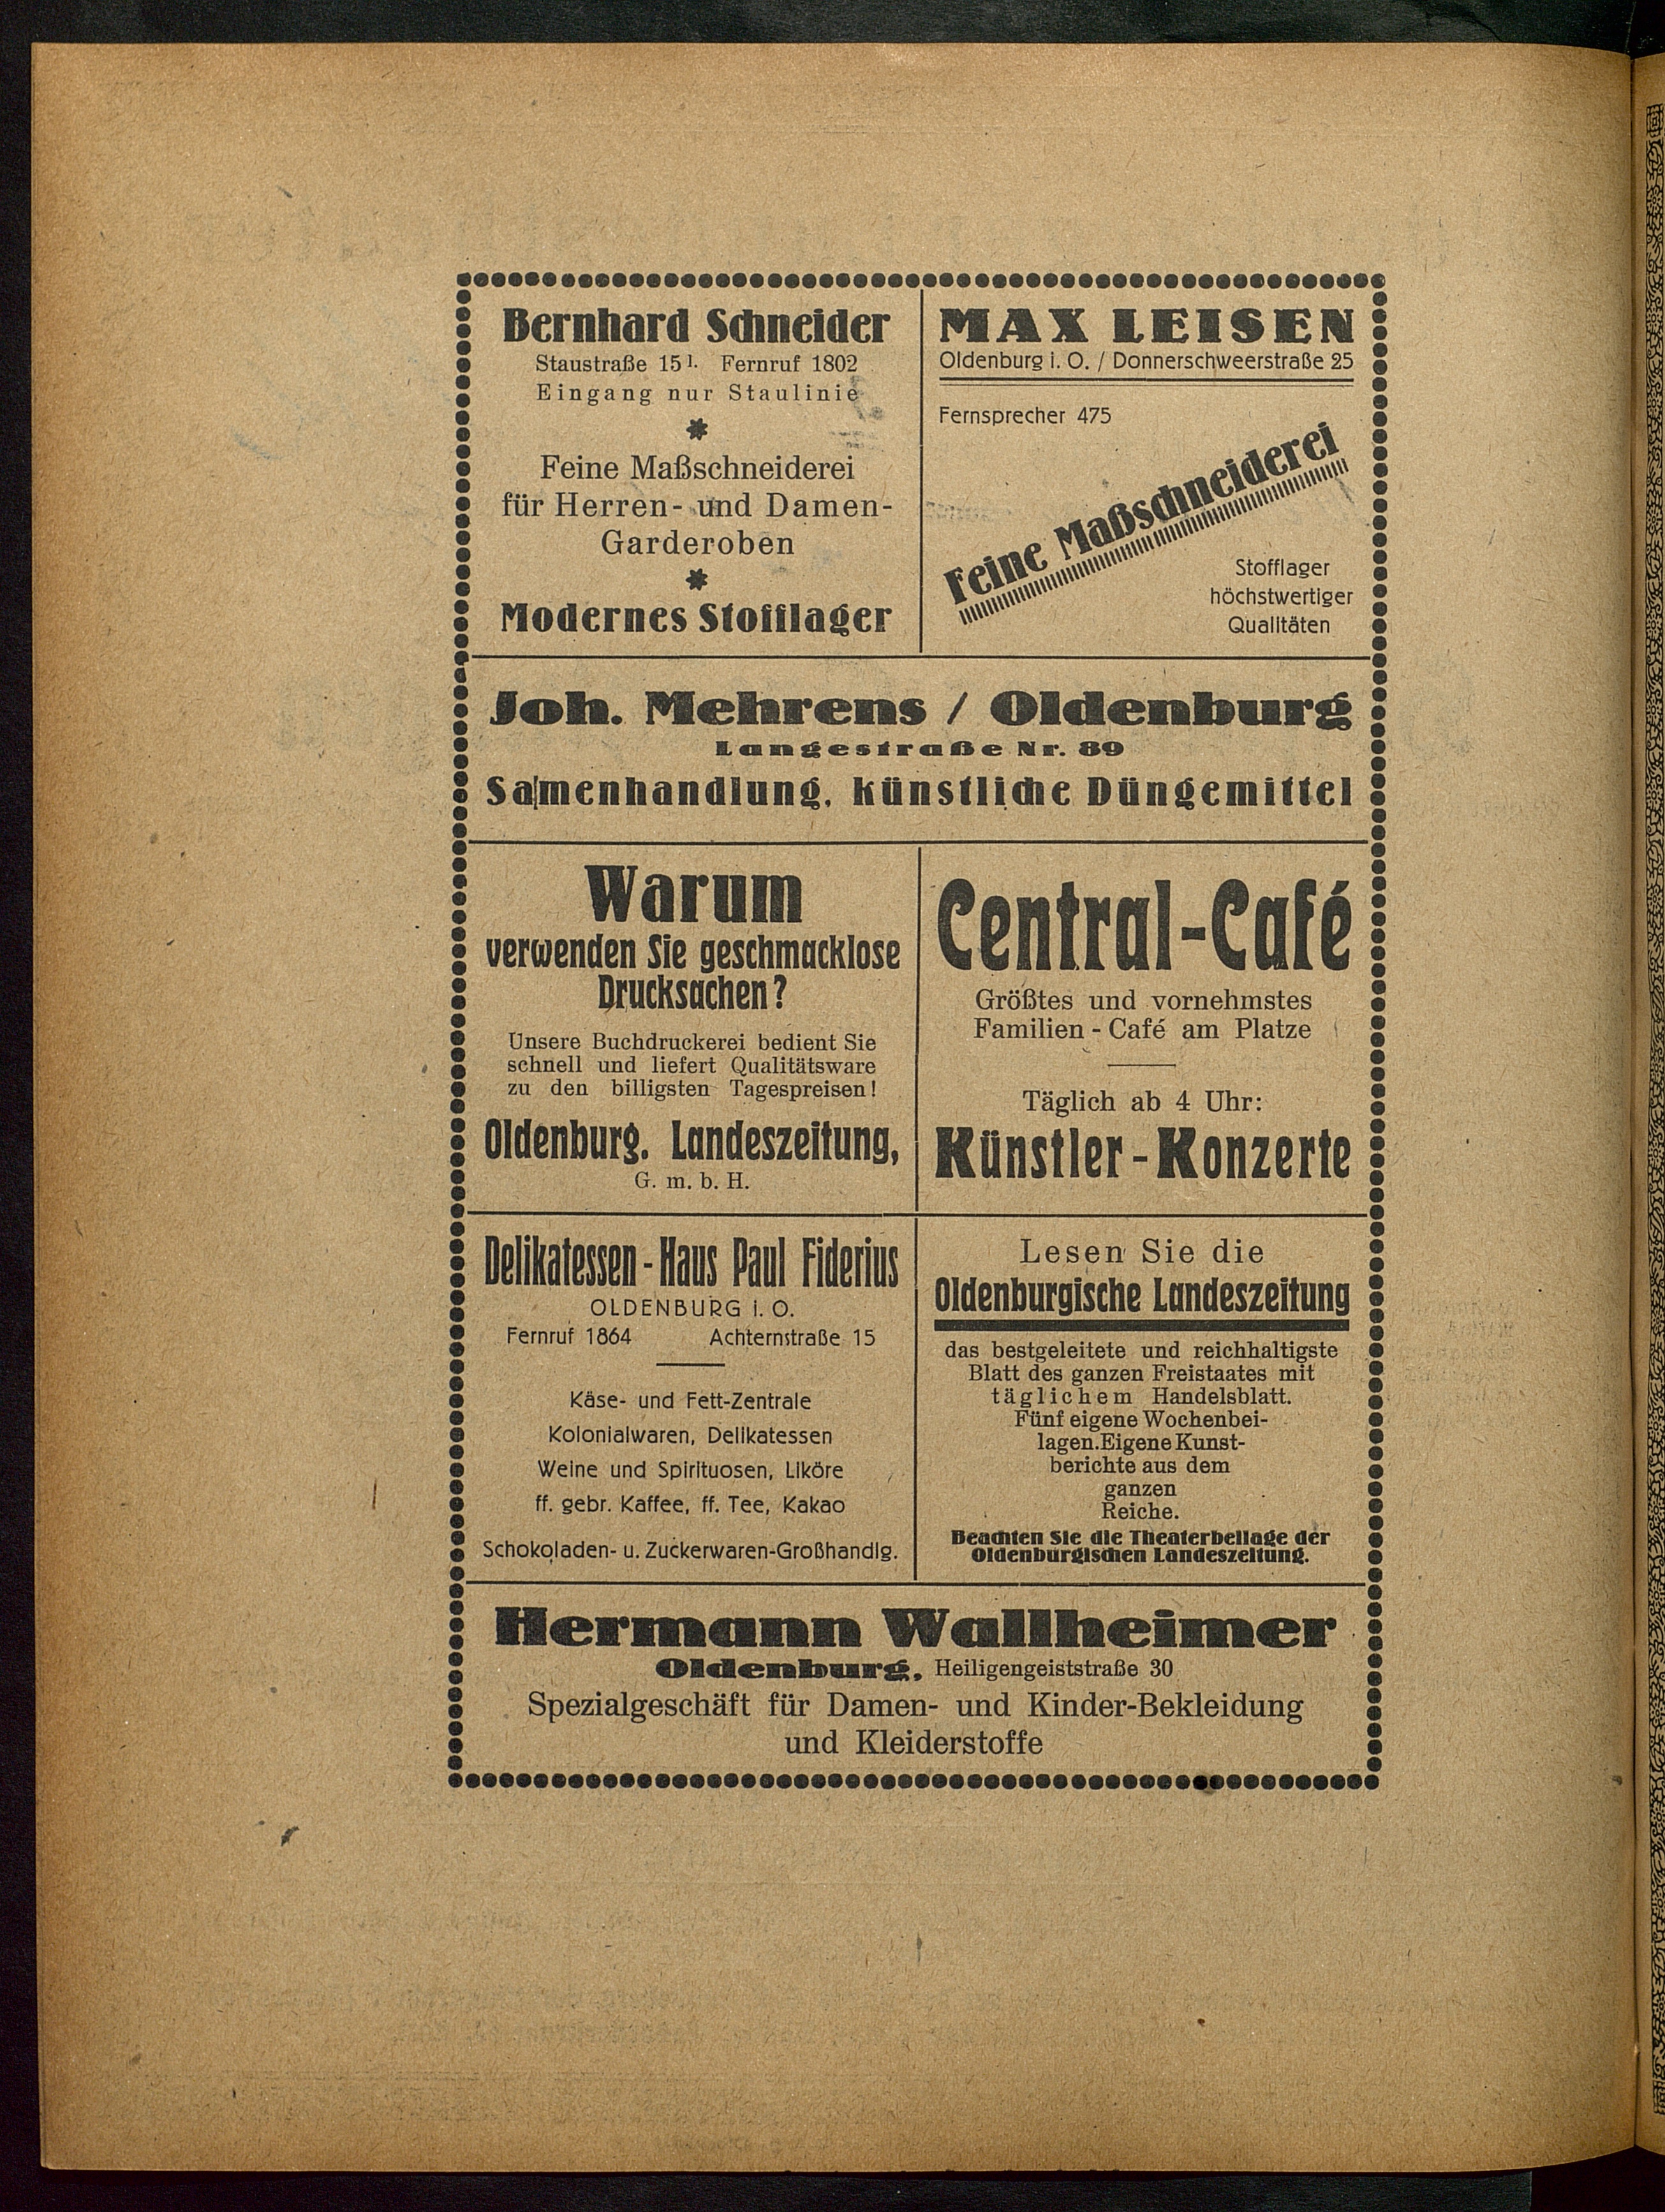 Bernhard Schneider
Staustraße 15 I. Fernruf 1802
Eingang nur Staulinie
*
Feine Maßschneiderei
für Herren- und Damen-
Garderoben
*
Modernes Stofflager
MAX LEISEN
Oldenburg i. O. / Donnerschweerstraße 25
Fernsprecher 475
Feine Maßschneiderei
Stofflager
höchstwertiger
Qualitäten
Joh. Mehrens / Oldenburg
Langestraße Nr. 89
Samenhandlung, künstliche Düngemittel
Warum
verwenden Sie geschmacklose
Drucksachen?
Unsere Buchdruckerei bedient Sie
schnell und liefert Qualitätsware
zu den billigsten Tagespreisen!
Oldenburg. Landeszeitung,
G. m. b. H.
Central-Café
Größtes und vornehmstes
Familien-Café am Platze
Täglich ab 4 Uhr:
Künstler-Konzerte
Delikatessen-Haus Paul Fiderius
OLDENBURG i. O.
Fernruf 1864 Achternstraße 15
Käse- und Fett-Zentrale
Kolonialwaren, Delikatessen
Weine und Spirituosen, Liköre
ff. gebr. Kaffee, ff. Tee, Kakao
Schokoladen- u. Zuckerwaren-Großhandlg.
Lesen Sie die
Oldenburgische Landeszeitung
das bestgeleitete und reichhaltigste
Blatt des ganzen Freistaates mit
täglichem Handelsblatt.
Fünf eigene Wochenbei-
lagen. Eigene Kunst-
berichte aus dem
ganzen
Reiche.
Beachten Sie die Theaterbeilage der
Oldenburgischen Landeszeitung.
Hermann Wallheimer
Oldenburg, Heiligengeiststraße 30
Spezialgeschäft für Damen- und Kinder-Bekleidung
und Kleiderstoffe